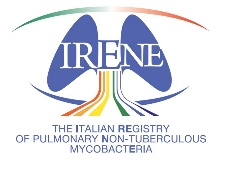 IRENE
THE ITALIAN REGISTRY
OF PULMONARY NON-TUBERCULOUS
MYCOBACTERIA